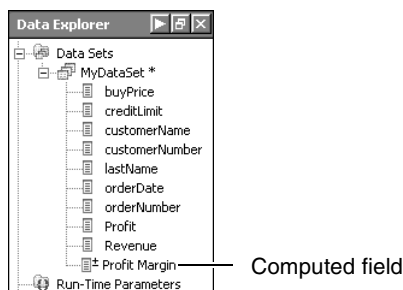 Data Explorer
Data Sets
MyDataSet *
buyPrice
creditLimit
customerName
customerNumber
lastName
orderDate
orderNumber
Profit
Revenue
Profit Margin
Computed field
Run-Time Parameters